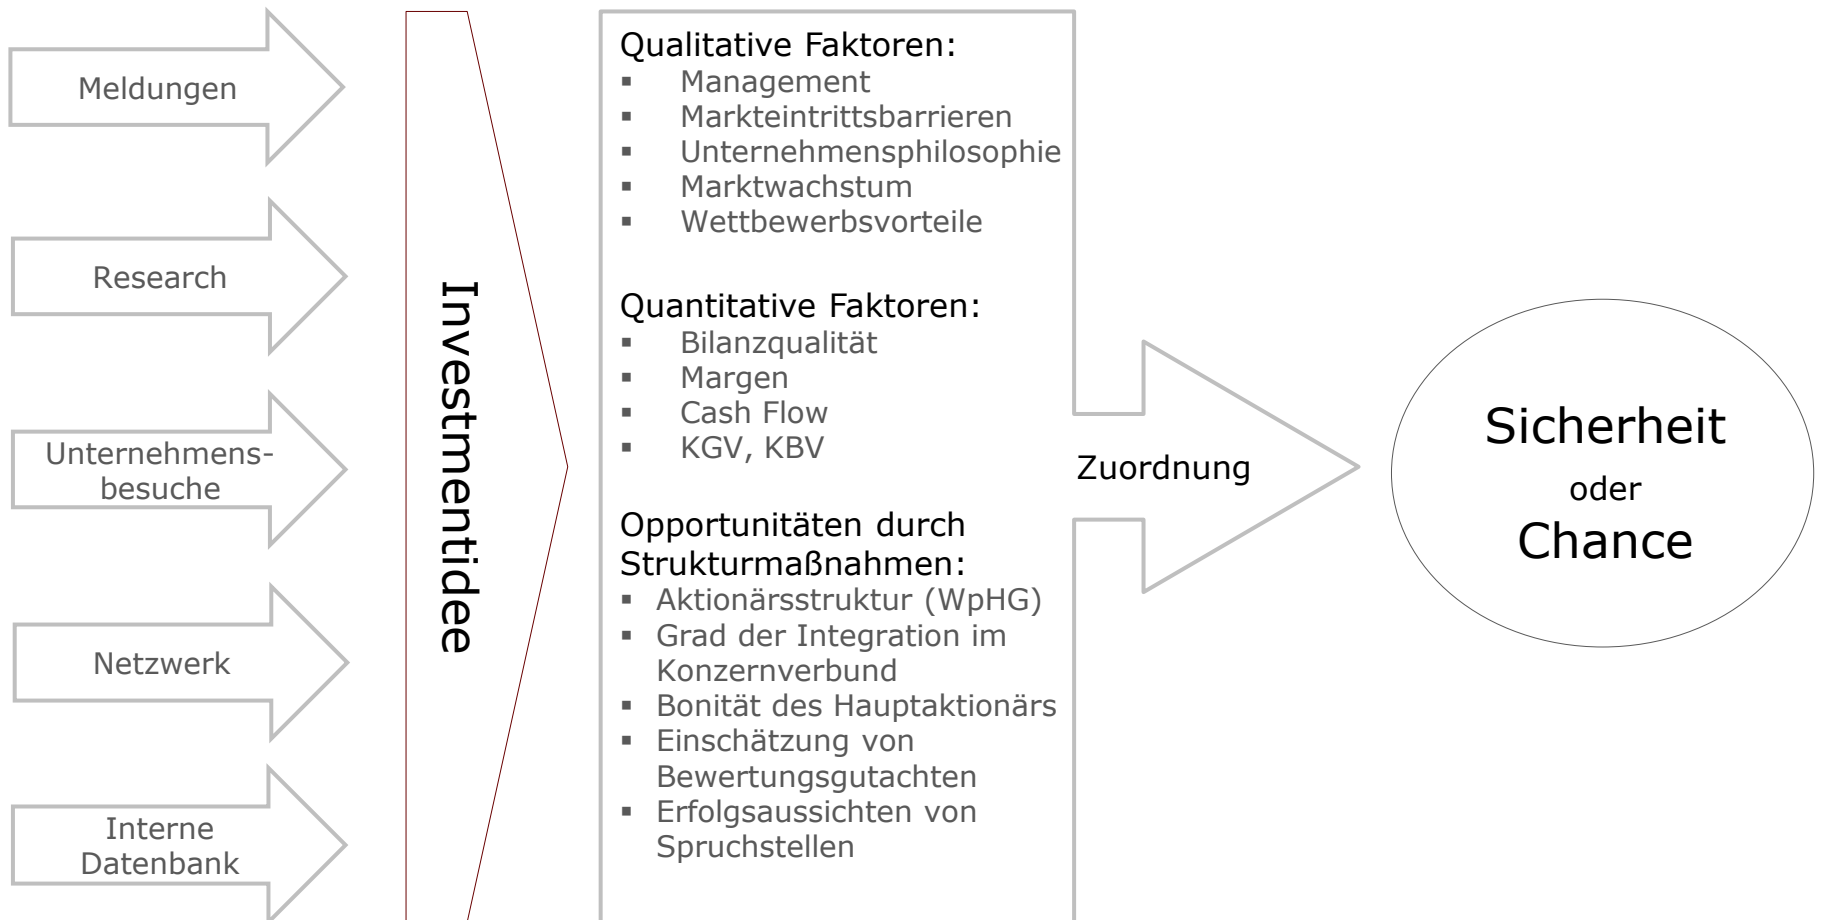 Meldungen
Research
Unternehmens-
besuche
Netzwerk
Interne
Datenbank
Investmentidee
Qualitative Faktoren:
▪ Management
▪ Markteintrittsbarrieren
▪ Unternehmensphilosophie
▪ Marktwachstum
▪ Wettbewerbsvorteile
Quantitative Faktoren:
▪ Bilanzqualität
▪ Margen
▪ Cash Flow
▪ KGV, KBV
Opportunitäten durch
Strukturmaßnahmen:
▪ Aktionärsstruktur (WpHG)
▪ Grad der Integration im
Konzernverbund
▪ Bonität des Hauptaktionärs
▪ Einschätzung von
Bewertungsgutachten
▪ Erfolgsaussichten von
Spruchstellen
Zuordnung
Sicherheit
oder
Chance